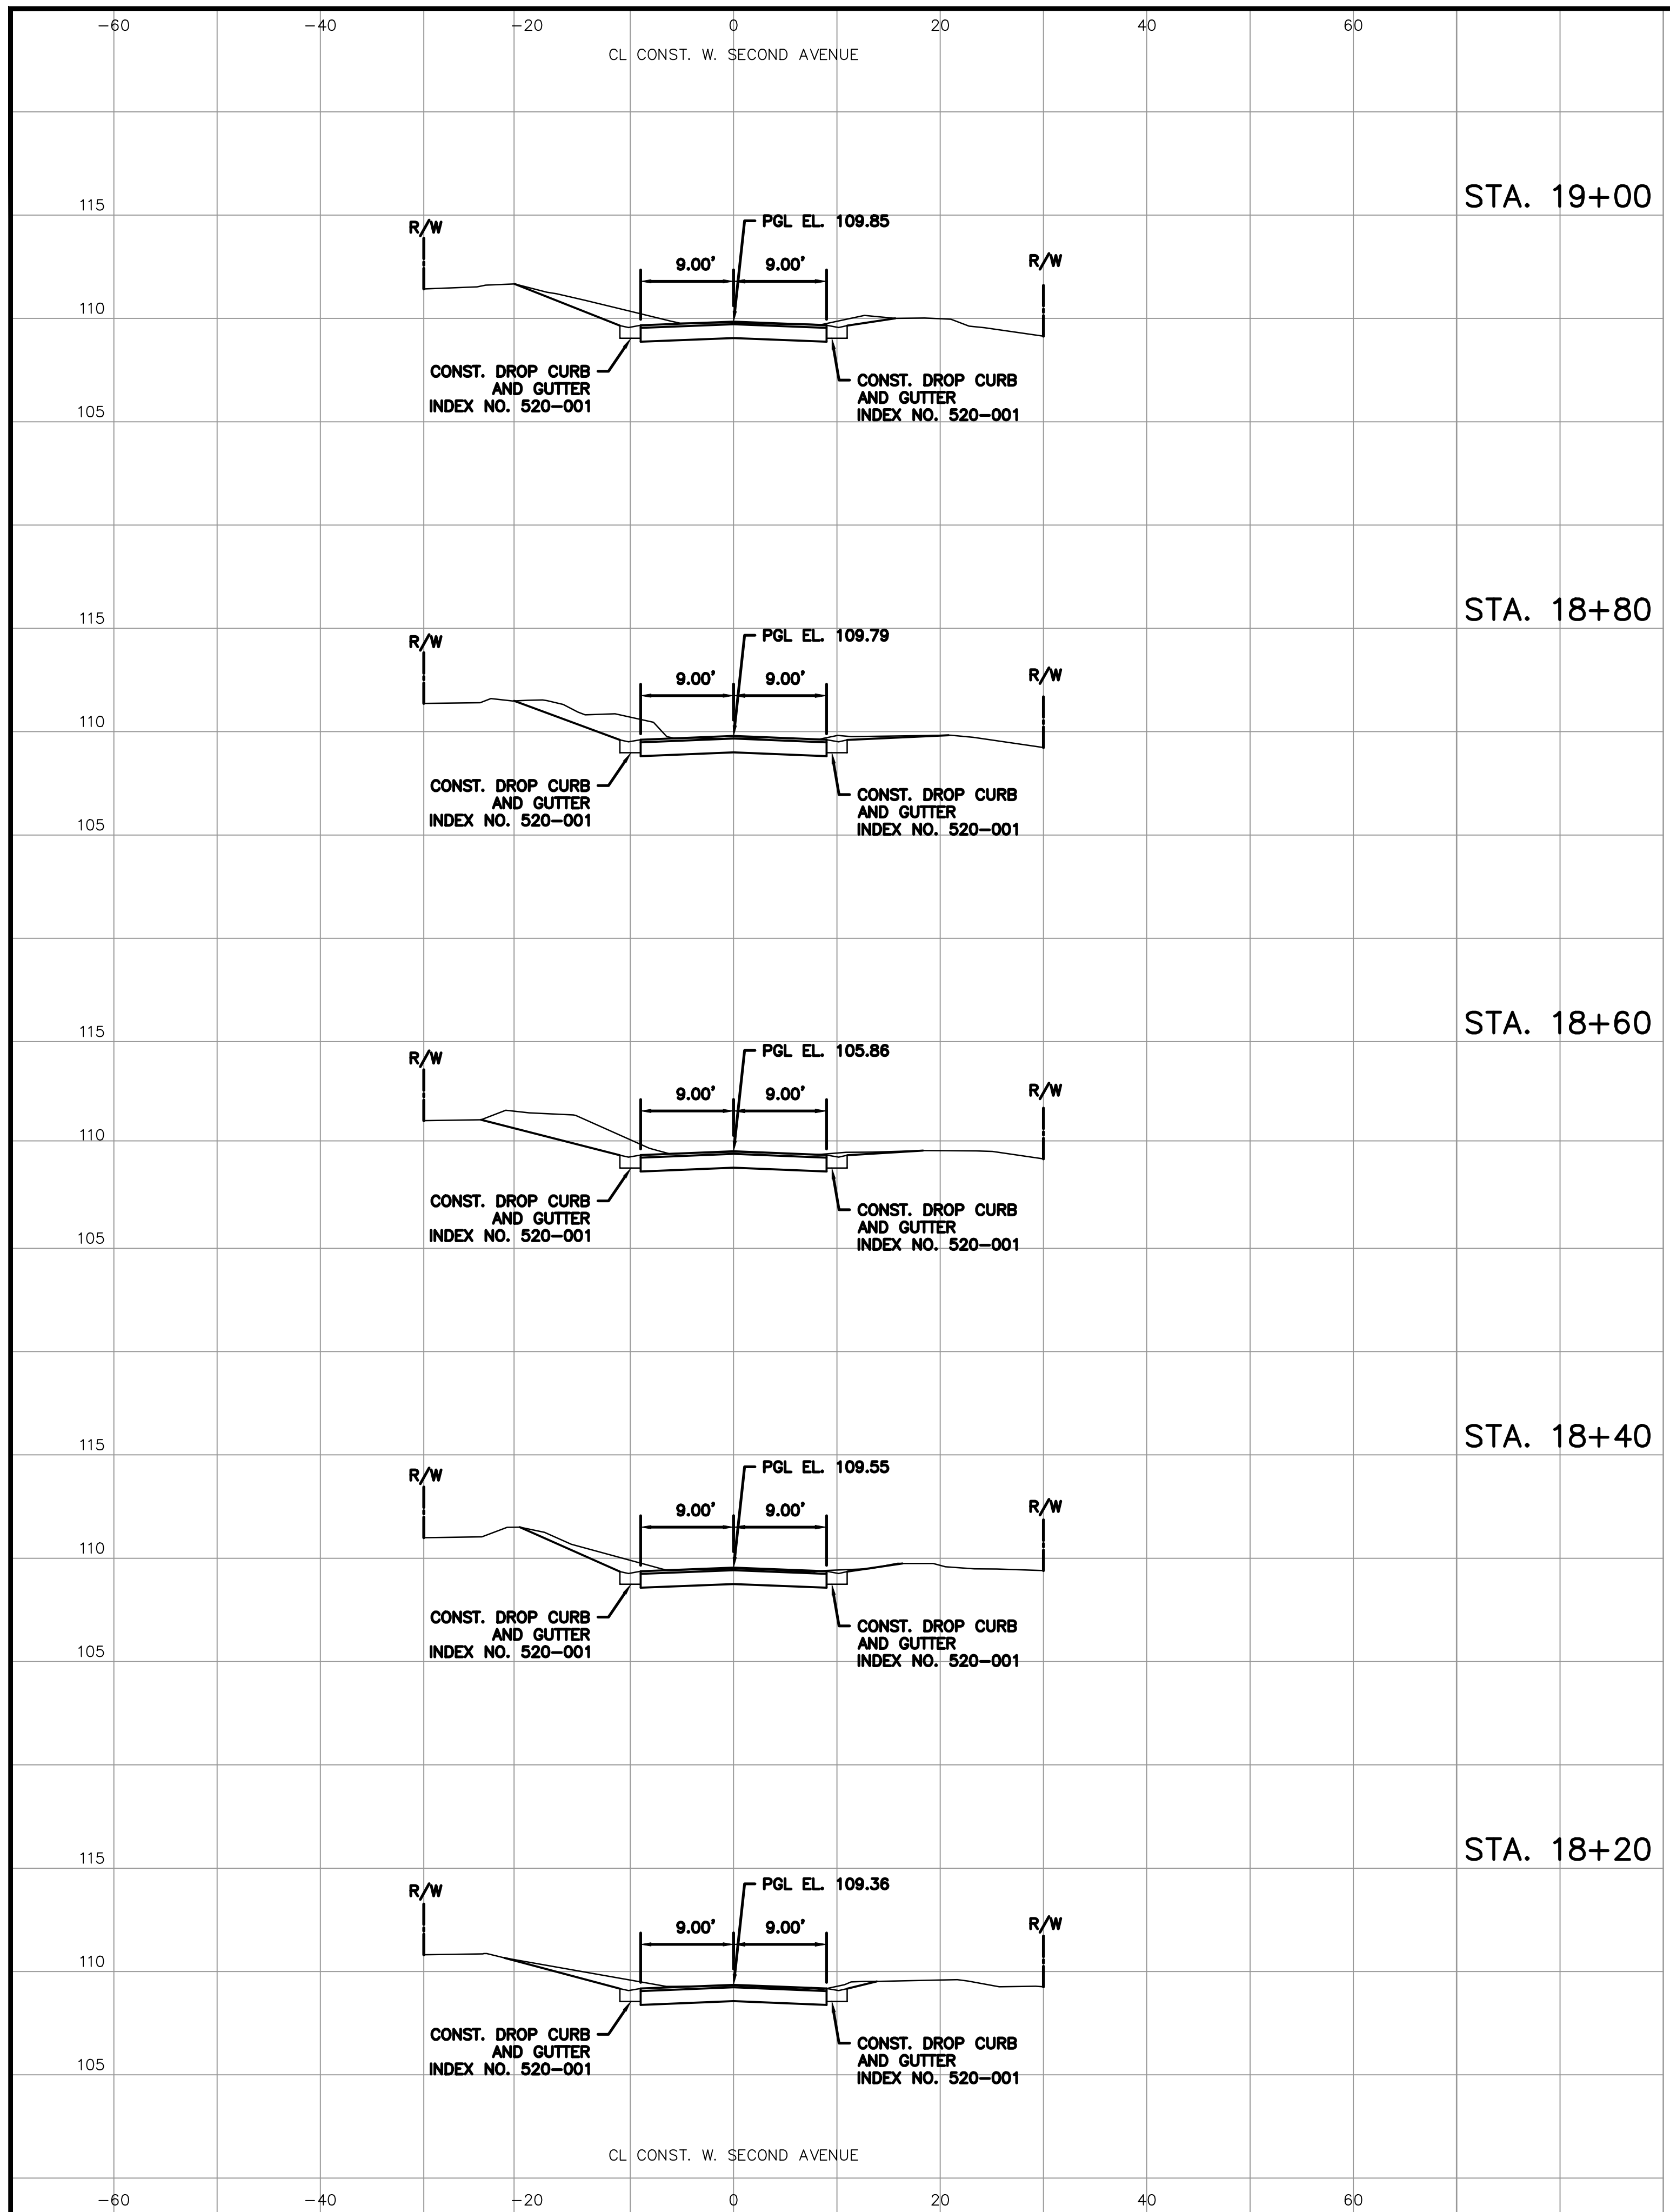 −60 −40 −20 0 20 40 60
CL CONST. W. SECOND AVENUE
STA. 19+00
115
R/W
PGL EL. 109.85
R/W
9.00' 9.00'
110
CONST. DROP CURB
AND GUTTER
INDEX NO. 520−001
CONST. DROP CURB
AND GUTTER
INDEX NO. 520−001
105
STA. 18+80
115
R/W
PGL EL. 109.79
R/W
9.00' 9.00'
110
CONST. DROP CURB
AND GUTTER
INDEX NO. 520−001
CONST. DROP CURB
AND GUTTER
INDEX NO. 520−001
105
STA. 18+60
115
R/W
PGL EL. 105.86
R/W
9.00' 9.00'
110
CONST. DROP CURB
AND GUTTER
INDEX NO. 520−001
CONST. DROP CURB
AND GUTTER
INDEX NO. 520−001
105
STA. 18+40
115
R/W
PGL EL. 109.55
R/W
9.00' 9.00'
110
CONST. DROP CURB
AND GUTTER
INDEX NO. 520−001
CONST. DROP CURB
AND GUTTER
INDEX NO. 520−001
105
STA. 18+20
115
R/W
PGL EL. 109.36
R/W
9.00' 9.00'
110
CONST. DROP CURB
AND GUTTER
INDEX NO. 520−001
CONST. DROP CURB
AND GUTTER
INDEX NO. 520−001
105
CL CONST. W. SECOND AVENUE
−60 −40 −20 0 20 40 60